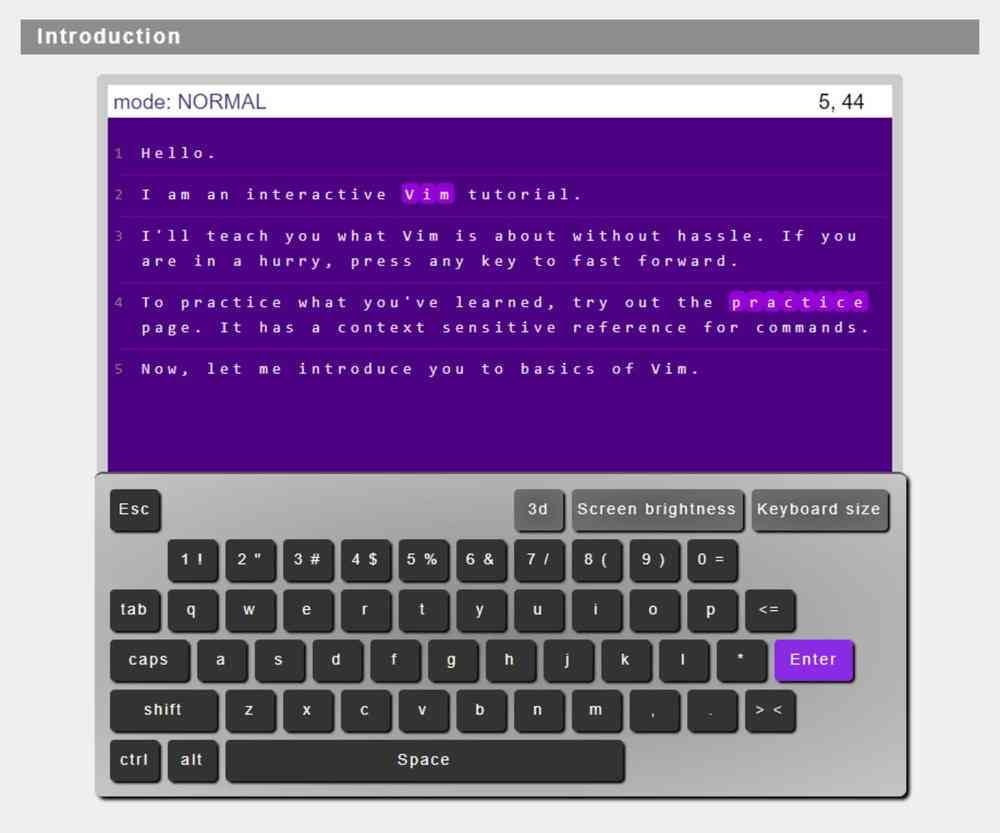 Introduction
mode: NORMAL 5, 44
1 Hello.
2 I am an interactive Vim tutorial.
3 I'll teach you what Vim is about without hassle. If you
are in a hurry, press any key to fast forward.
4 To practice what you've learned, try out the practice
page. It has a context sensitive reference for commands.
5 Now, let me introduce you to basics of Vim.
Esc 3d Screen brightness Keyboard size
1 ! 2 " 3 # 4 $ 5 % 6 & 7 / 8 ( 9 ) 0 =
tab q w e r t y u i o p <=
caps a s d f g h j k l * Enter
shift z x c v b n m , . > <
ctrl alt Space